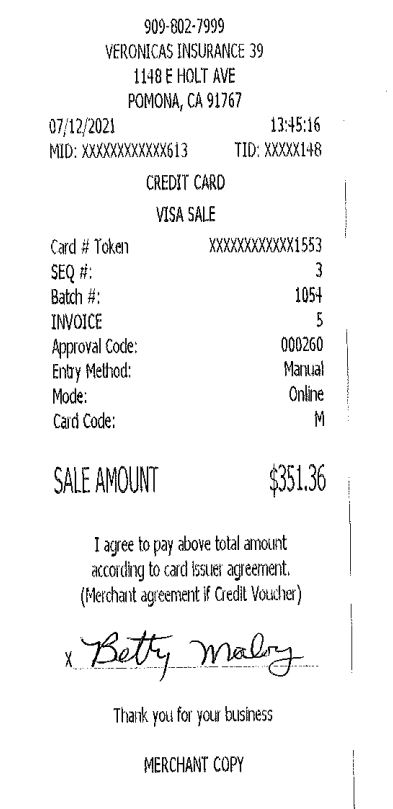 909-802-7999
VERONICAS INSURANCE 39
1148 E HOLT AVE
POMONA, CA 91767
07/12/2021 13:45:16
MID: XXXXXXXXXXXX613 TID: XXXXX148
CREDIT CARD
VISA SALE
Card # Token XXXXXXXXXXXX1553
SEQ #: 3
Batch #: 1054
INVOICE 5
Approval Code: 000260
Entry Method: Manual
Mode: Online
Card Code: M
SALE AMOUNT $351.36
I agree to pay above total amount
according to card issuer agreement.
(Merchant agreement if Credit Voucher)
x Betty Maloy
Thank you for your business
MERCHANT COPY